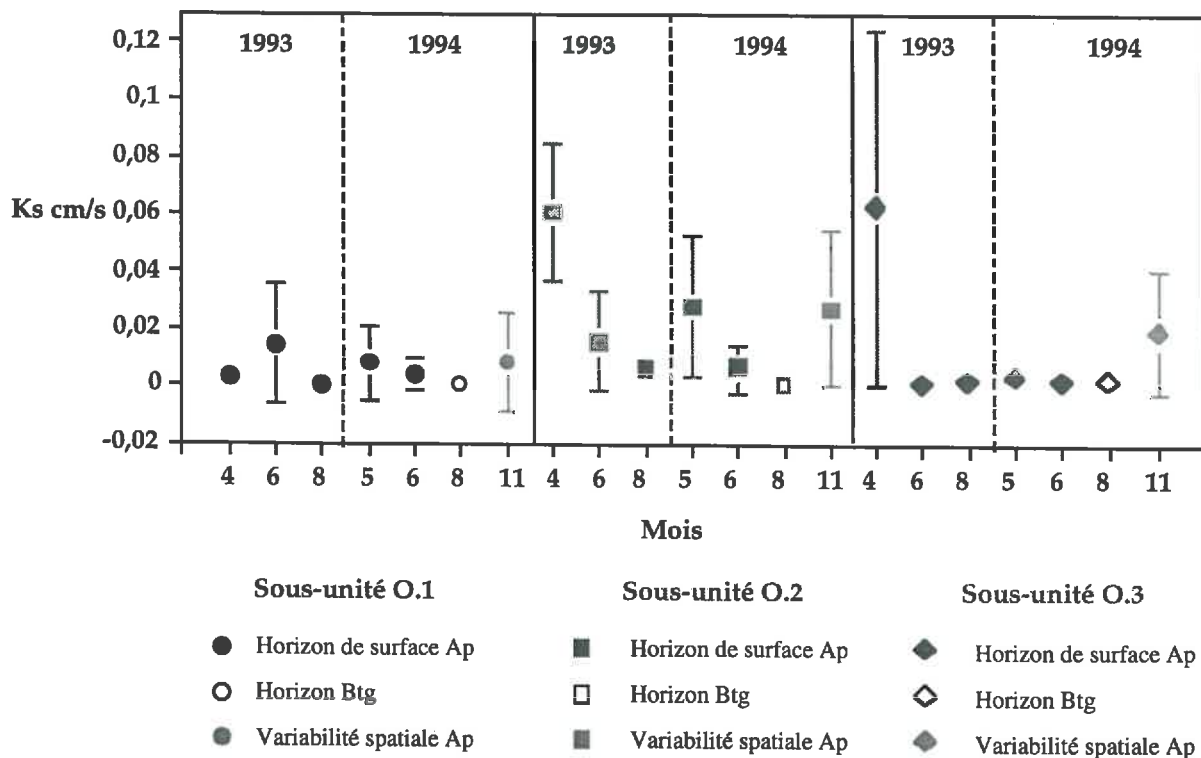 0,12
0,1
0,08
Ks cm/s 0,06
0,04
0,02
0
-0,02
1993 1994 1993 1994 1993 1994
4 6 8 5 6 8 11 4 6 8 5 6 8 11 4 6 8 5 6 8 11
Mois
Sous-unité O.1
Horizon de surface Ap
Horizon Btg
Variabilité spatiale Ap
Sous-unité O.2
Horizon de surface Ap
Horizon Btg
Variabilité spatiale Ap
Sous-unité O.3
Horizon de surface Ap
Horizon Btg
Variabilité spatiale Ap